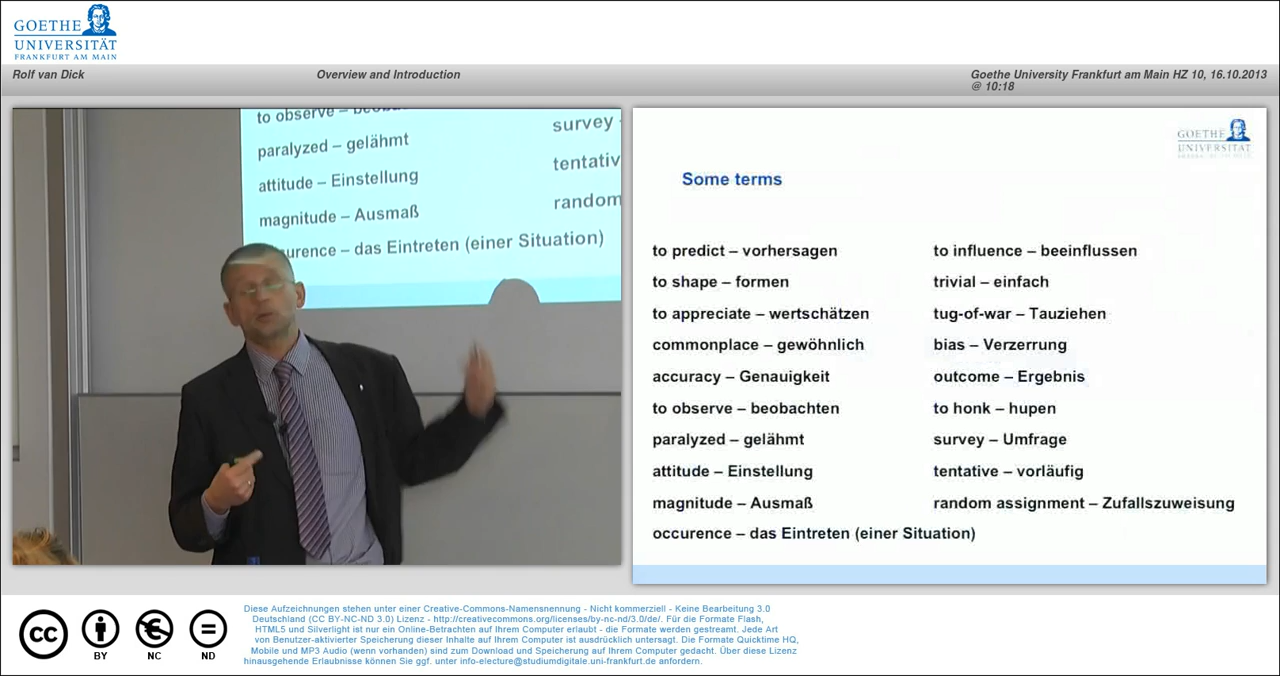 GOETHE
UNIVERSITÄT
FRANKFURT AM MAIN
Rolf van Dick
Overview and Introduction
Goethe University Frankfurt am Main HZ 10, 16.10.2013
@ 10:18
to observe –
paralyzed – gelähmt
attitude – Einstellung
magnitude – Ausmaß
urence – das Eintreten (einer Situation)
survey
tentativ
random
GOETHE
UNIVERSITÄT
Some terms
to predict – vorhersagen
to shape – formen
to appreciate – wertschätzen
commonplace – gewöhnlich
accuracy – Genauigkeit
to observe – beobachten
paralyzed – gelähmt
attitude – Einstellung
magnitude – Ausmaß
occurence – das Eintreten (einer Situation)
to influence – beeinflussen
trivial – einfach
tug-of-war – Tauziehen
bias – Verzerrung
outcome – Ergebnis
to honk – hupen
survey – Umfrage
tentative – vorläufig
random assignment – Zufallszuweisung
cc
BY
NC
ND
Diese Aufzeichnungen stehen unter einer Creative-Commons-Namensnennung - Nicht kommerziell - Keine Bearbeitung 3.0
Deutschland (CC BY-NC-ND 3.0) Lizenz - http://creativecommons.org/licenses/by-nc-nd/3.0/de/. Für die Formate Flash,
HTML5 und Silverlight ist nur ein Online-Betrachten auf Ihrem Computer erlaubt - die Formate werden gestreamt. Jede Art
von Benutzer-aktivierter Speicherung dieser Inhalte auf Ihrem Computer ist ausdrücklich untersagt. Die Formate Quicktime HQ,
Mobile und MP3 Audio (wenn vorhanden) sind zum Download und Speicherung auf Ihrem Computer gedacht. Über diese Lizenz
hinausgehende Erlaubnisse können Sie ggf. unter info-electure@studiumdigitale.uni-frankfurt.de anfordern.